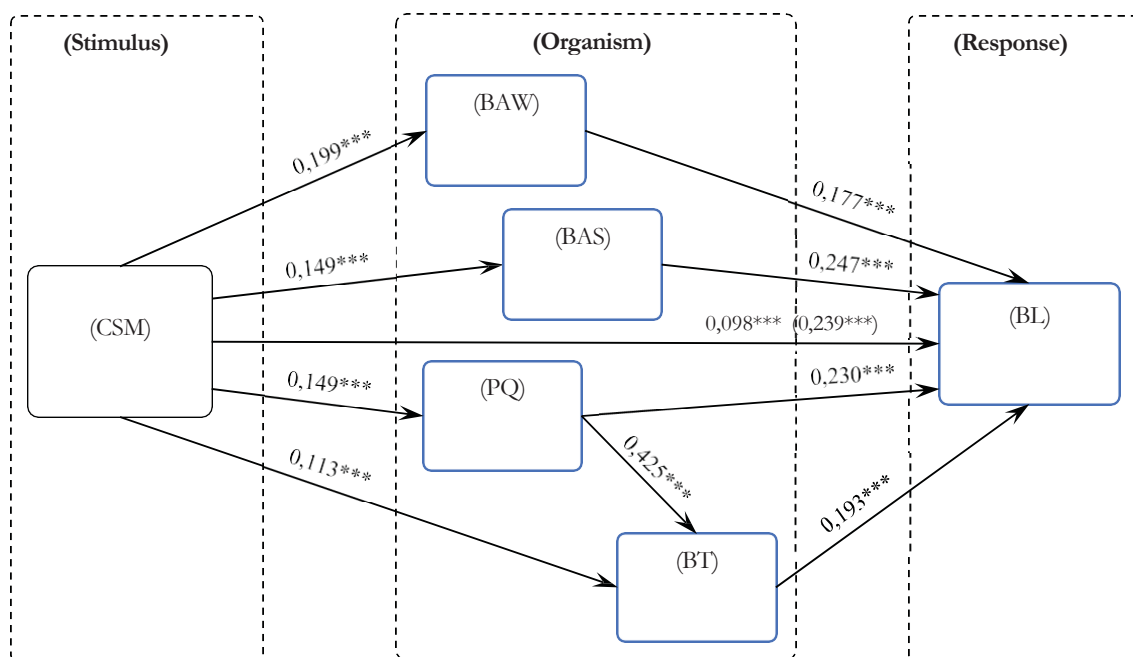 (Stimulus)
(Organism)
(Response)
(BAW)
0,199***
0,177***
(BAS)
0,149***
0,247***
(CSM)
(BL)
0,098*** (0,239***)
0,149***
(PQ)
0,230***
0,113***
0,425***
0,193***
(BT)